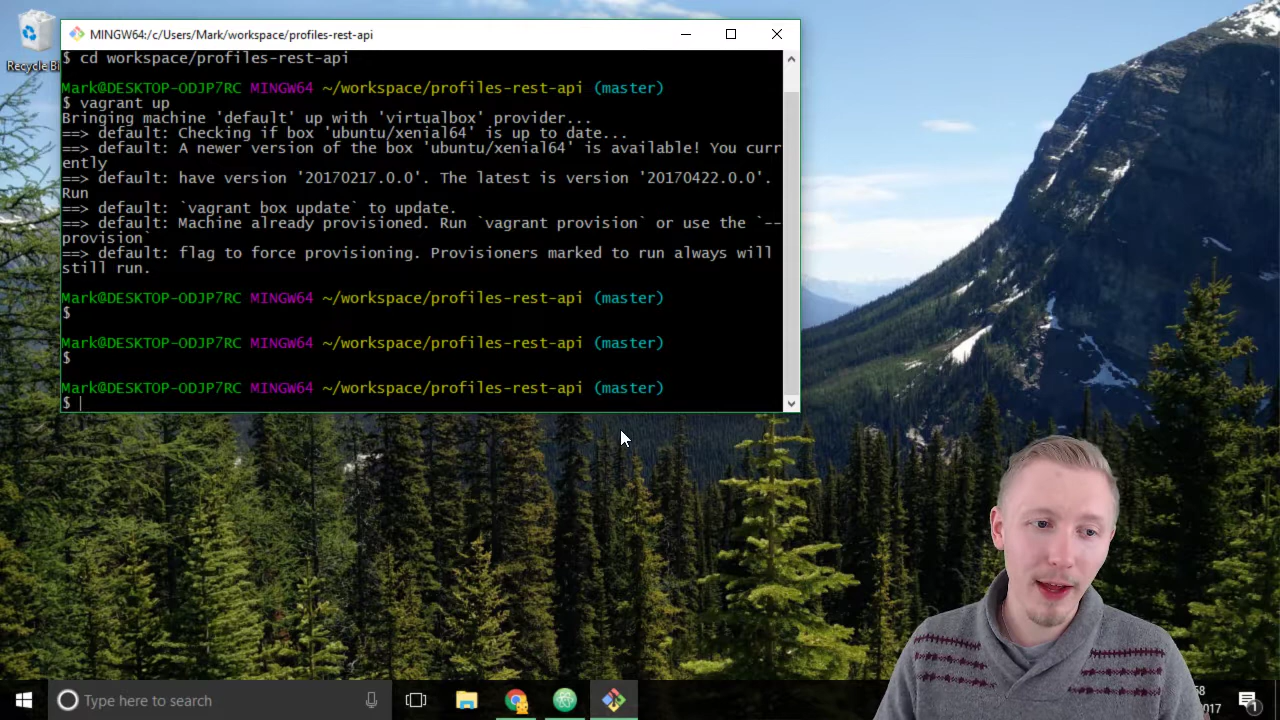 MINGW64:/c/Users/Mark/workspace/profiles-rest-api
Recycle Bi
$ cd workspace/profiles-rest-api
Mark@DESKTOP-ODJP7RC MINGW64 ~/workspace/profiles-rest-api (master)
$ vagrant up
Bringing machine 'default' up with 'virtualbox' provider...
==> default: Checking if box 'ubuntu/xenial64' is up to date...
==> default: A newer version of the box 'ubuntu/xenial64' is available! You curr
ently
==> default: have version '20170217.0.0'. The latest is version '20170422.0.0'.
Run
==> default: `vagrant box update` to update.
==> default: Machine already provisioned. Run `vagrant provision` or use the `--
provision`
==> default: flag to force provisioning. Provisioners marked to run always will
still run.
Mark@DESKTOP-ODJP7RC MINGW64 ~/workspace/profiles-rest-api (master)
$
Mark@DESKTOP-ODJP7RC MINGW64 ~/workspace/profiles-rest-api (master)
$
Mark@DESKTOP-ODJP7RC MINGW64 ~/workspace/profiles-rest-api (master)
$
Type here to search
58
017
1